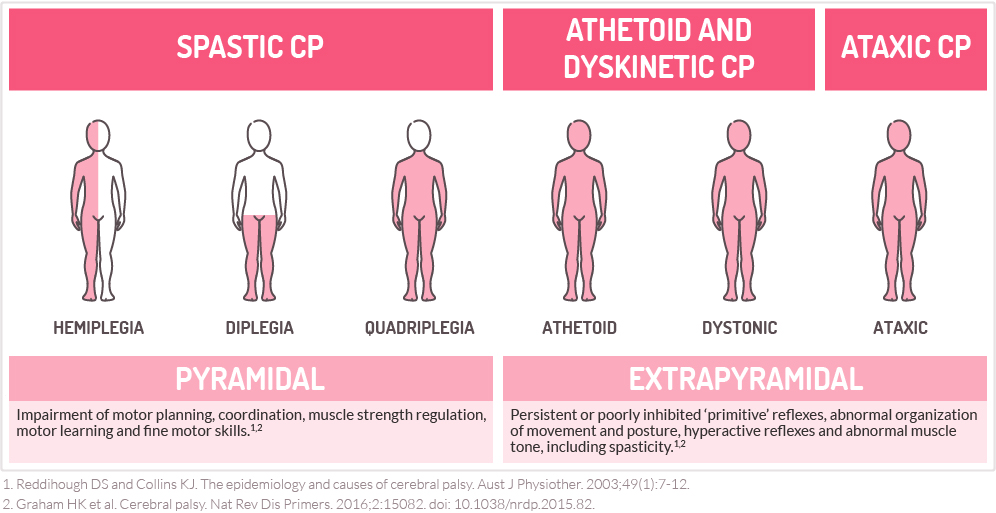 SPASTIC CP
ATHETOID AND
DYSKINETIC CP
ATAXIC CP
HEMIPLEGIA
DIPLEGIA
QUADRIPLEGIA
ATHETOID
DYSTONIC
ATAXIC
PYRAMIDAL
Impairment of motor planning, coordination, muscle strength regulation,
motor learning and fine motor skills.1,2
EXTRAPYRAMIDAL
Persistent or poorly inhibited ‘primitive’ reflexes, abnormal organization
of movement and posture, hyperactive reflexes and abnormal muscle
tone, including spasticity.1,2
1. Reddihough DS and Collins KJ. The epidemiology and causes of cerebral palsy. Aust J Physiother. 2003;49(1):7-12.
2. Graham HK et al. Cerebral palsy. Nat Rev Dis Primers. 2016;2:15082. doi: 10.1038/nrdp.2015.82.